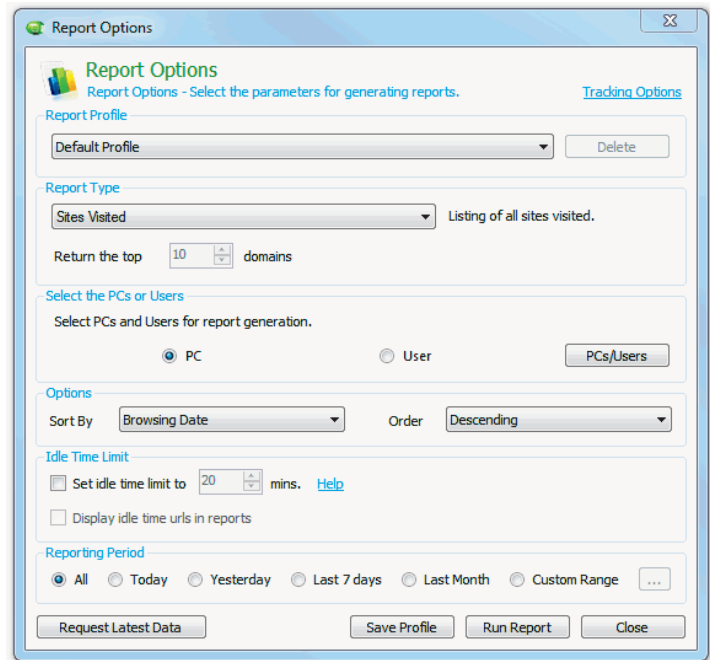 Report Options
Report Options
Report Options - Select the parameters for generating reports.
Tracking Options
Report Profile
Default Profile
Delete
Report Type
Sites Visited
Listing of all sites visited.
Return the top 10 domains
Select the PCs or Users
Select PCs and Users for report generation.
PC User PCs/Users
Options
Sort By Browsing Date Order Descending
Idle Time Limit
Set idle time limit to 20 mins. Help
Display idle time urls in reports
Reporting Period
All Today Yesterday Last 7 days Last Month Custom Range ...
Request Latest Data Save Profile Run Report Close